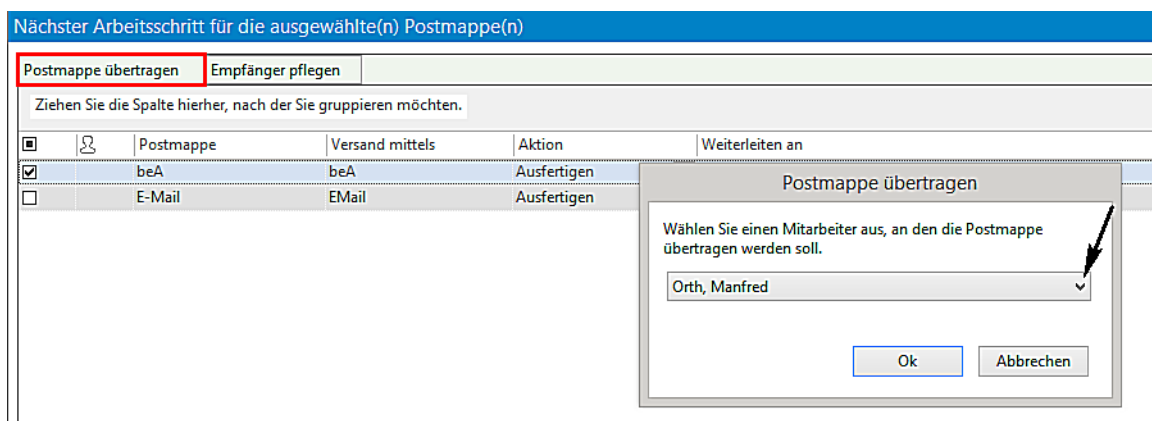 Nächster Arbeitsschritt für die ausgewählte(n) Postmappe(n)
Postmappe übertragen Empfänger pflegen
Ziehen Sie die Spalte hierher, nach der Sie gruppieren möchten.
Postmappe Versand mittels Aktion Weiterleiten an
beA beA Ausfertigen
E-Mail EMail Ausfertigen
Postmappe übertragen
Wählen Sie einen Mitarbeiter aus, an den die Postmappe
übertragen werden soll.
Orth, Manfred
Ok Abbrechen